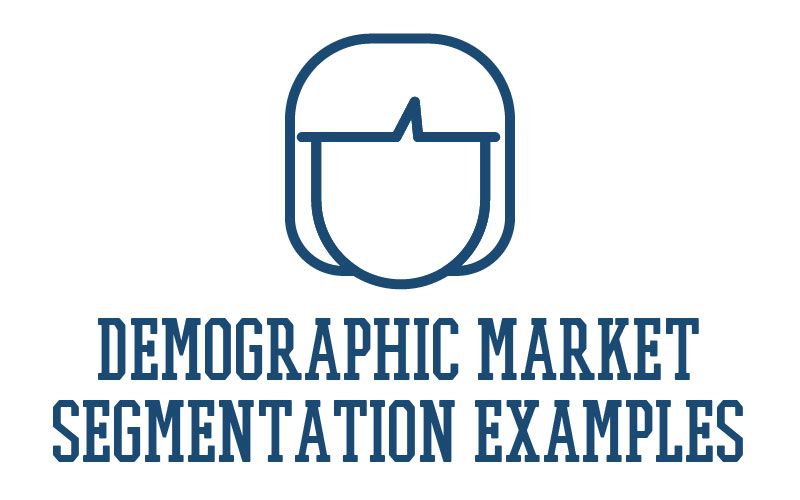 DEMOGRAPHIC MARKET
SEGMENTATION EXAMPLES